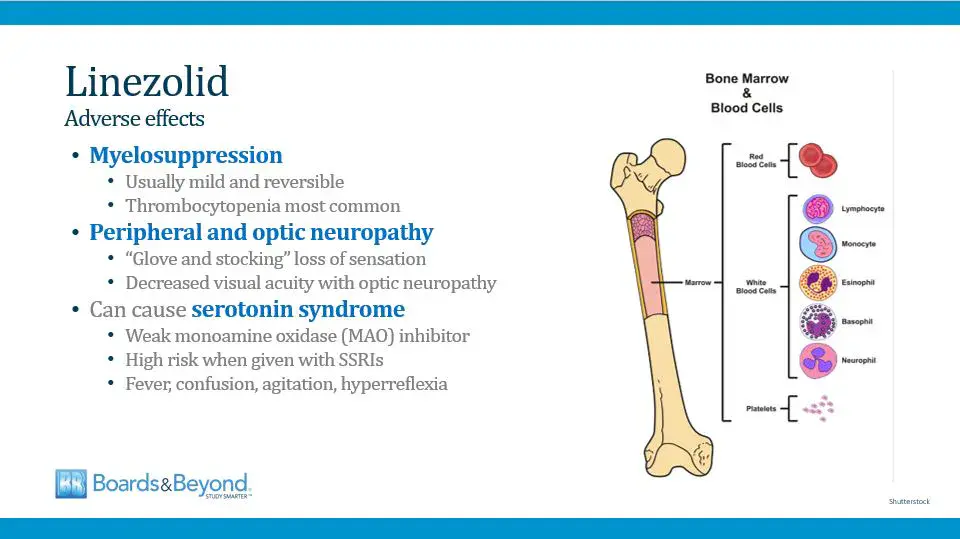 Linezolid
Adverse effects
• Myelosuppression
• Usually mild and reversible
• Thrombocytopenia most common
• Peripheral and optic neuropathy
• “Glove and stocking” loss of sensation
• Decreased visual acuity with optic neuropathy
• Can cause serotonin syndrome
• Weak monoamine oxidase (MAO) inhibitor
• High risk when given with SSRIs
• Fever, confusion, agitation, hyperreflexia
Bone Marrow
&
Blood Cells
Red
Blood Cells
Lymphocyte
Monocyte
Marrow
White
Blood Cells
Esinophil
Basophil
Neurophil
Platelets
BB Boards&Beyond.
STUDY SMARTER™
Shutterstock